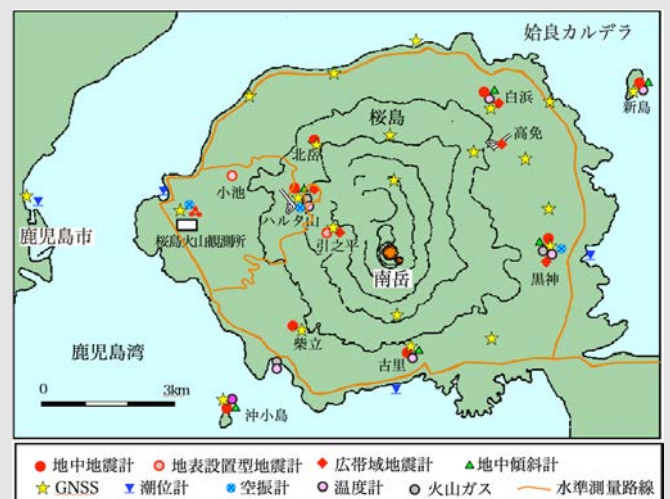 姶良カルデラ
新島
白浜
桜島
高免
北岳
小池
ハルタ山
鹿児島市
桜島火山観測所
引之平
南岳
黒神
鹿児島湾
柴立
古里
0 3km
沖小島
地中地震計 地表設置型地震計 広帯域地震計 地中傾斜計
GNSS 潮位計 空振計 温度計 火山ガス 水準測量路線